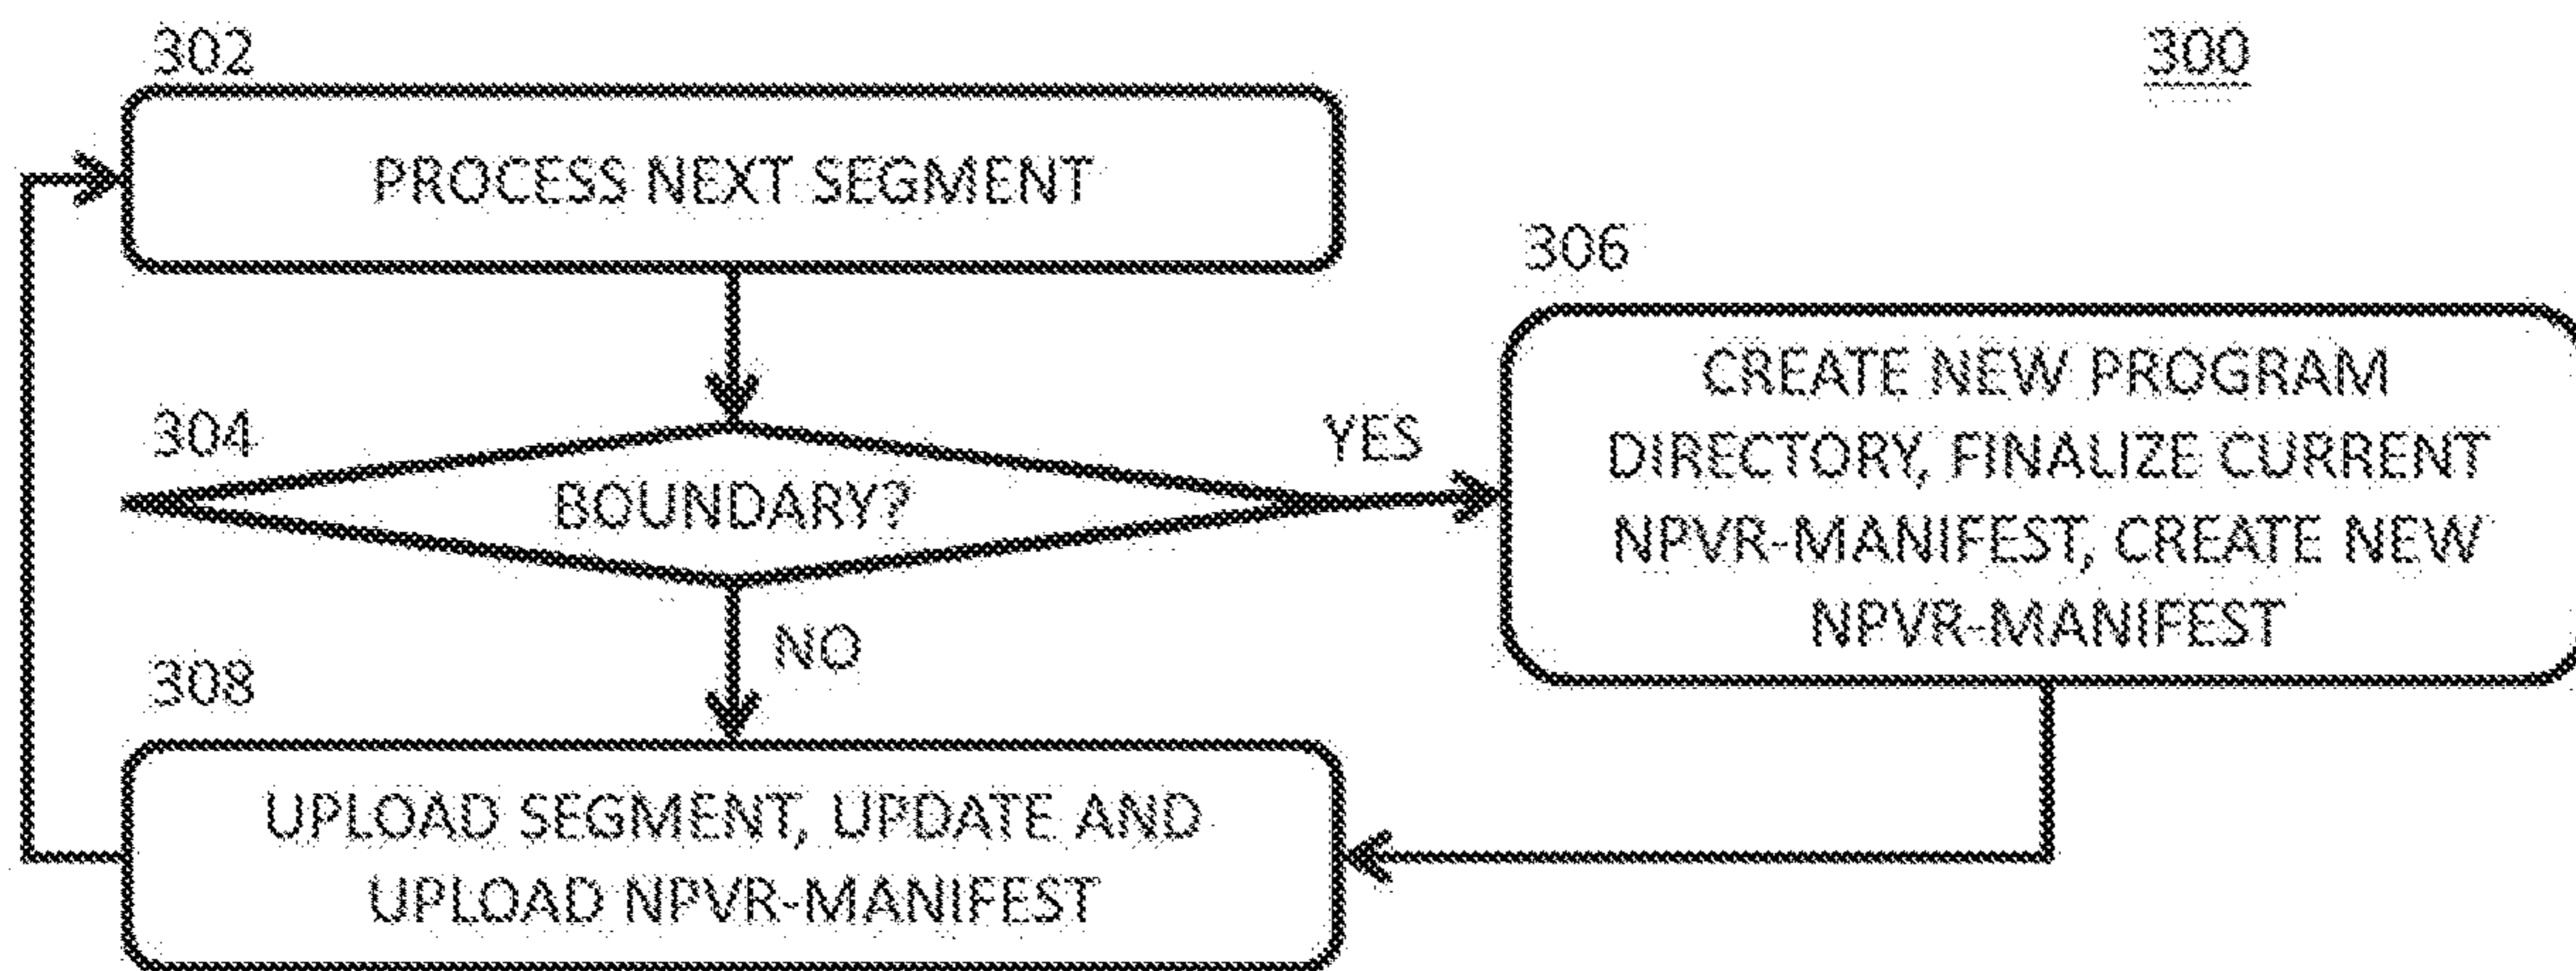 302
300
PROCESS NEXT SEGMENT
306
CREATE NEW PROGRAM
DIRECTORY, FINALIZE CURRENT
NPVR-MANIFEST, CREATE NEW
NPVR-MANIFEST
304
YES
BOUNDARY?
NO
308
UPLOAD SEGMENT, UPDATE AND
UPLOAD NPVR-MANIFEST